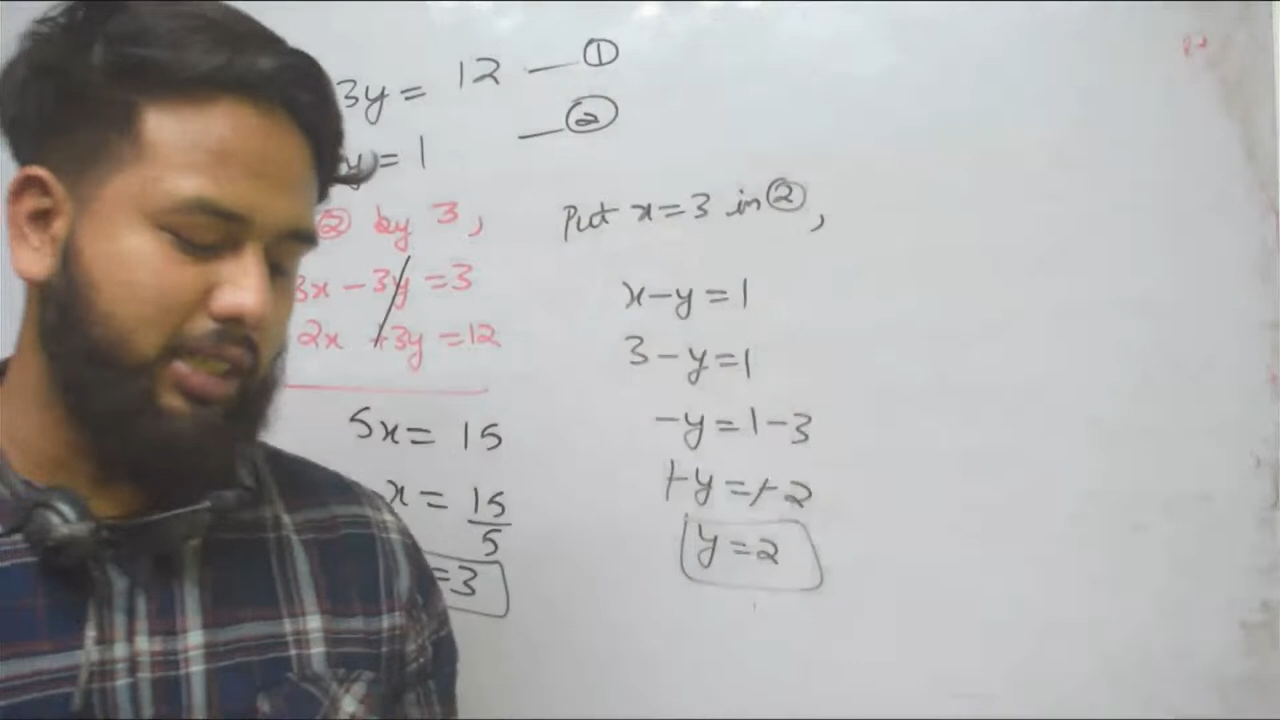 3y = 12 — ①
y = 1 — ②
② by 3,
3x - 3y = 3
2x + 3y = 12
5x = 15
x = 15/5
= 3
Put x = 3 in ②,
x - y = 1
3 - y = 1
- y = 1 - 3
- y = - 2
y = 2